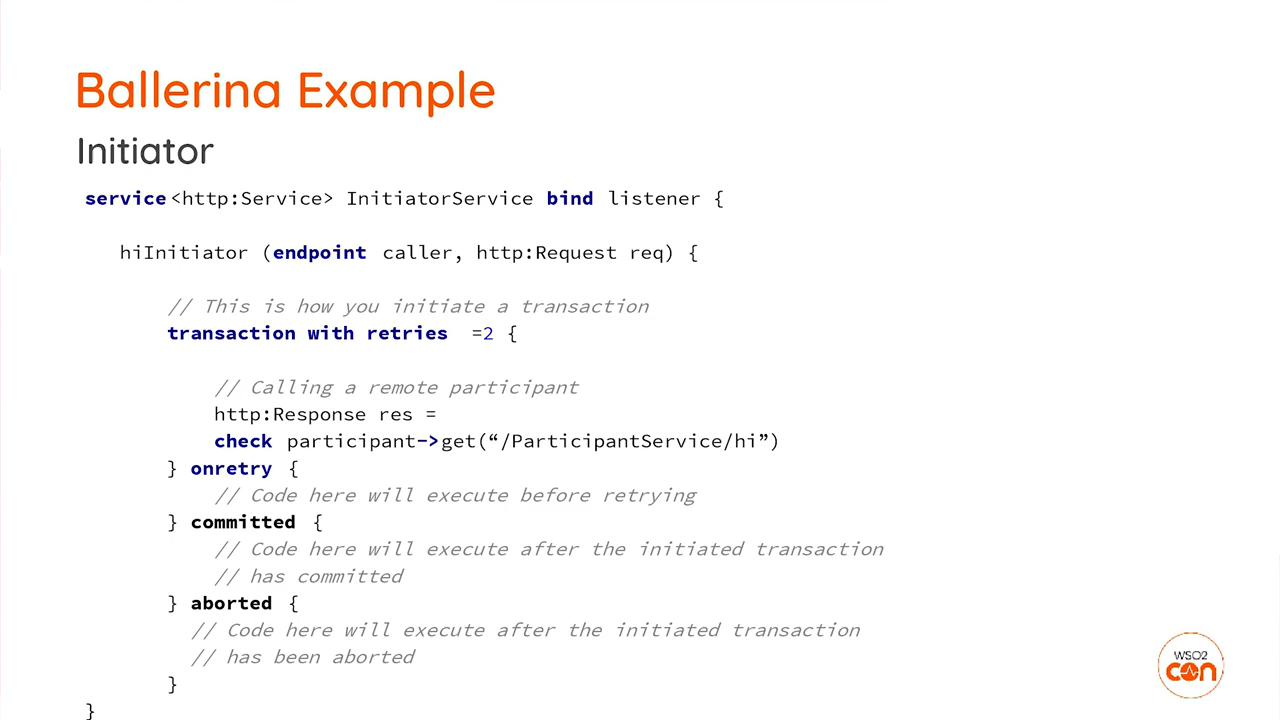 Ballerina Example
Initiator
service<http:Service> InitiatorService bind listener {
hiInitiator (endpoint caller, http:Request req) {
// This is how you initiate a transaction
transaction with retries =2 {
// Calling a remote participant
http:Response res =
check participant->get(“/ParticipantService/hi”)
} onretry {
// Code here will execute before retrying
} committed {
// Code here will execute after the initiated transaction
// has committed
} aborted {
// Code here will execute after the initiated transaction
// has been aborted
}
}
WSO2
con